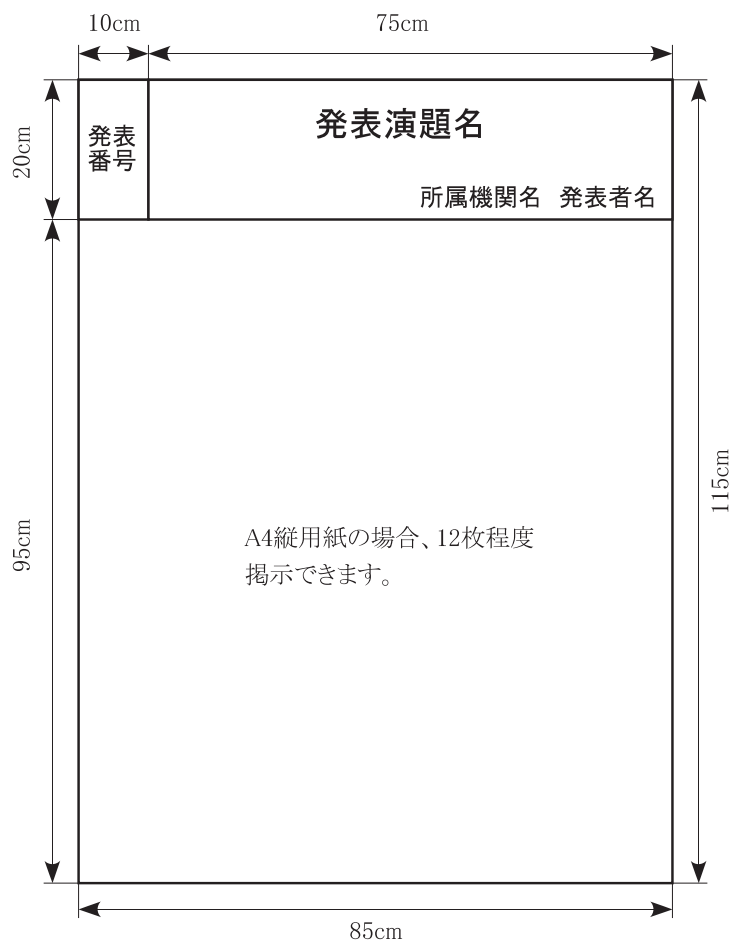 10cm
75cm
20cm
発表
番号
発表演題名
所属機関名 発表者名
95cm
115cm
A4縦用紙の場合、12枚程度
掲示できます。
85cm